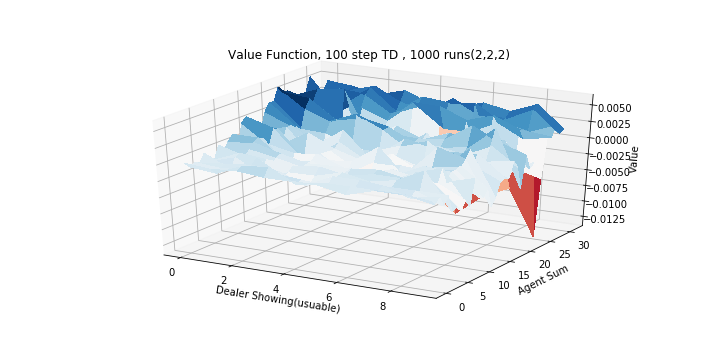 Value Function, 100 step TD , 1000 runs(2,2,2)
0.0050
0.0025
0.0000
−0.0025
−0.0050
−0.0075
−0.0100
−0.0125
Value
0 2 4 6 8
Dealer Showing(usuable)
0 5 10 15 20 25 30
Agent Sum